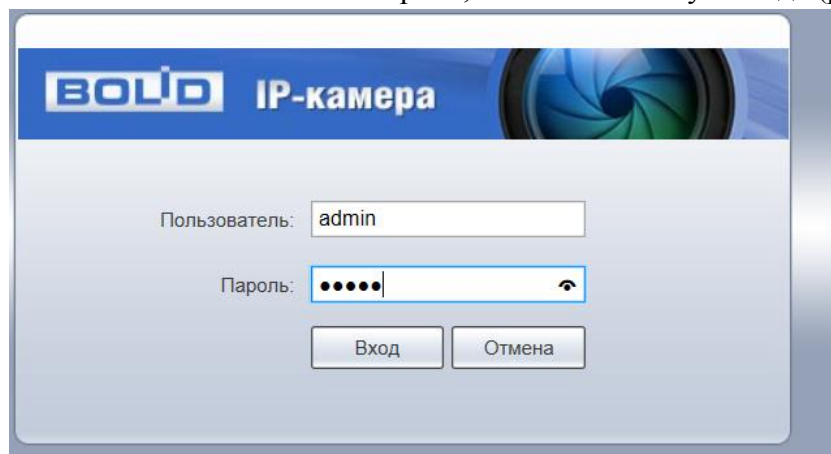 BOLID IP-камера
Пользователь: admin
Пароль: •••••
Вход Отмена